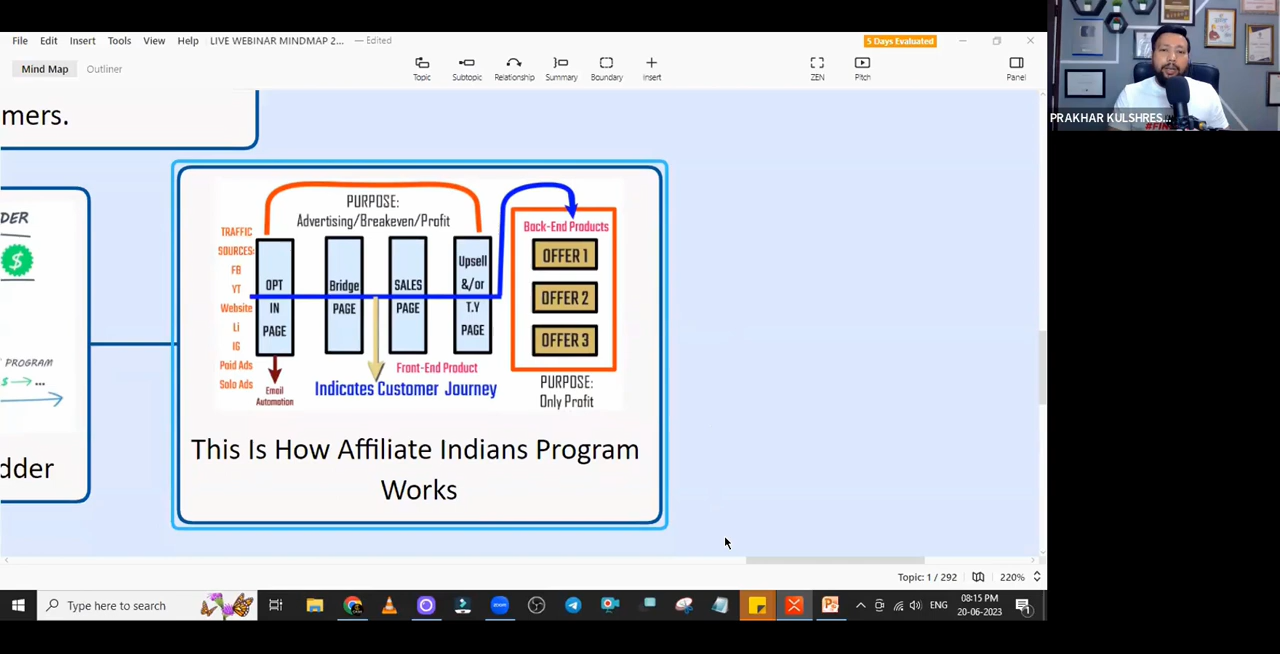 File Edit Insert Tools View Help LIVE WEBINAR MINDMAP 2... — Edited
5 Days Evaluated
Mind Map Outliner
Topic Subtopic Relationship Summary Boundary Insert
ZEN Pitch Panel
PRAKHAR KULSHRES...
mers.
DER
$
PROGRAM
$ → ...
dder
PURPOSE:
Advertising/Breakeven/Profit
TRAFFIC
SOURCES:
FB
YT
Website
Li
IG
Paid Ads
Solo Ads
OPT
IN
PAGE
Bridge
PAGE
SALES
PAGE
Upsell
&/or
T.Y
PAGE
Email
Automation
Front-End Product
Indicates Customer Journey
Back-End Products
OFFER 1
OFFER 2
OFFER 3
PURPOSE:
Only Profit
This Is How Affiliate Indians Program
Works
Topic: 1 / 292 220%
Type here to search
ENG
08:15 PM
20-06-2023
1